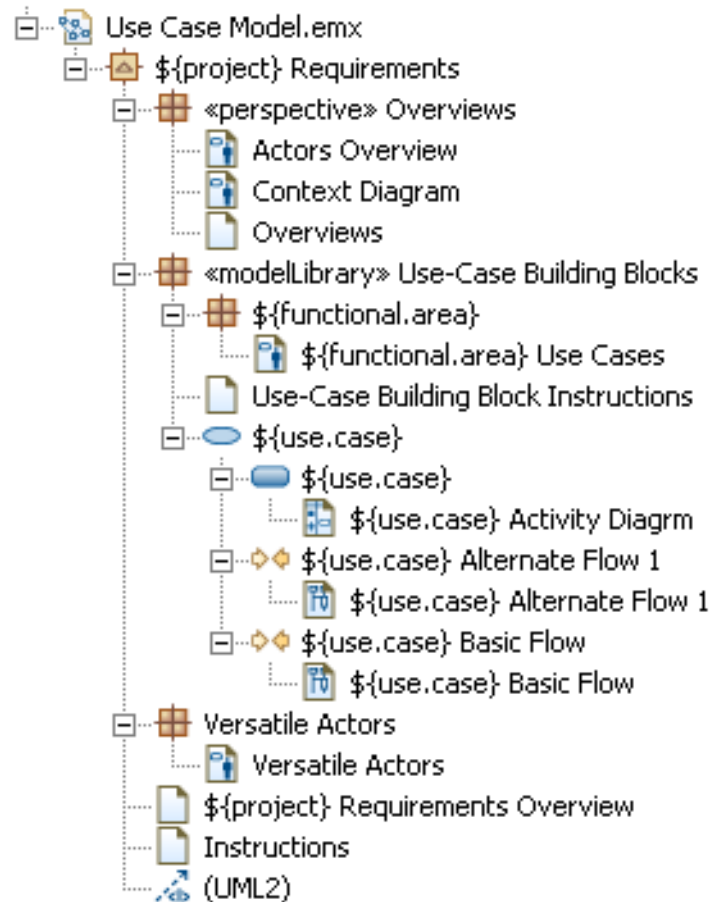 Use Case Model.emx
${project} Requirements
«perspective» Overviews
Actors Overview
Context Diagram
Overviews
«modelLibrary» Use-Case Building Blocks
${functional.area}
${functional.area} Use Cases
Use-Case Building Block Instructions
${use.case}
${use.case}
${use.case} Activity Diagrm
${use.case} Alternate Flow 1
${use.case} Alternate Flow 1
${use.case} Basic Flow
${use.case} Basic Flow
Versatile Actors
Versatile Actors
${project} Requirements Overview
Instructions
(UML2)